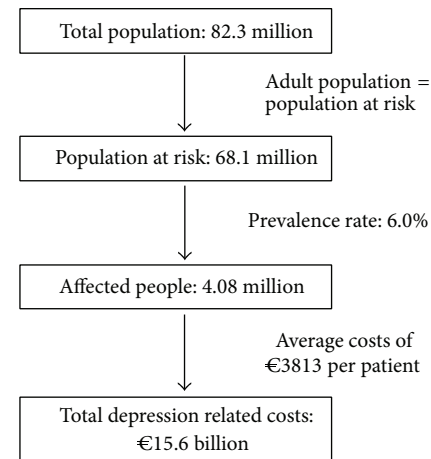 Total population: 82.3 million
Adult population =
population at risk
Population at risk: 68.1 million
Prevalence rate: 6.0%
Affected people: 4.08 million
Average costs of
€3813 per patient
Total depression related costs:
€15.6 billion